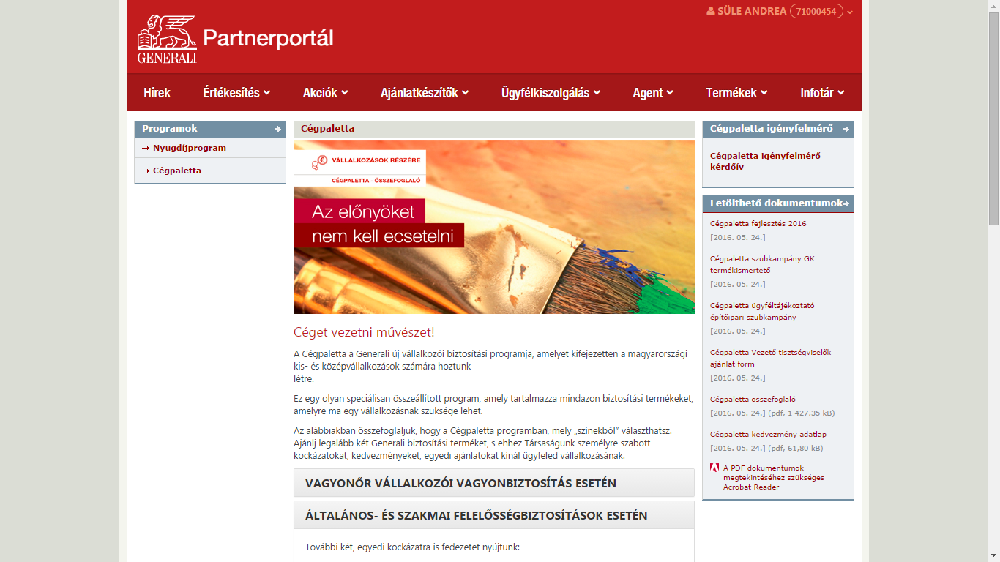 SÜLE ANDREA 71000454
GENERALI
Partnerportál
Hírek Értékesítés Akciók Ajánlatkészítők Ügyfélkiszolgálás Agent Termékek Infotár
Programok
Nyugdíjprogram
Cégpaletta
Cégpaletta
VÁLLALKOZÁSOK RÉSZÉRE
CÉGPALETTA - ÖSSZEFOGLALÓ
Az előnyöket
nem kell ecsetelni
Céget vezetni művészet!
A Cégpaletta a Generali új vállalkozói biztosítási programja, amelyet kifejezetten a magyarországi
kis- és középvállalkozások számára hoztunk
létre.
Ez egy olyan speciálisan összeállított program, amely tartalmazza mindazon biztosítási termékeket,
amelyre ma egy vállalkozásnak szüksége lehet.
Az alábbiakban összefoglaljuk, hogy a Cégpaletta programban, mely „színekből” választhatsz.
Ajánlj legalább két Generali biztosítási terméket, s ehhez Társaságunk személyre szabott
kockázatokat, kedvezményeket, egyedi ajánlatokat kínál ügyfeled vállalkozásának.
VAGYONŐR VÁLLALKOZÓI VAGYONBIZTOSÍTÁS ESETÉN
ÁLTALÁNOS- ÉS SZAKMAI FELELŐSSÉGBIZTOSÍTÁSOK ESETÉN
További két, egyedi kockázatra is fedezetet nyújtunk:
Cégpaletta igényfelmérő
Cégpaletta igényfelmérő
kérdőív
Letölthető dokumentumok
Cégpaletta fejlesztés 2016
[2016. 05. 24.]
Cégpaletta szubkampány GK
termékismertető
[2016. 05. 24.]
Cégpaletta ügyféltájékoztató
építőipari szubkampány
[2016. 05. 24.]
Cégpaletta Vezető tisztségviselők
ajánlat form
[2016. 05. 24.]
Cégpaletta összefoglaló
[2016. 05. 24.] (pdf, 1 427,35 kB)
Cégpaletta kedvezmény adatlap
[2016. 05. 24.] (pdf, 61,80 kB)
A PDF dokumentumok
megtekintéséhez szükséges
Acrobat Reader